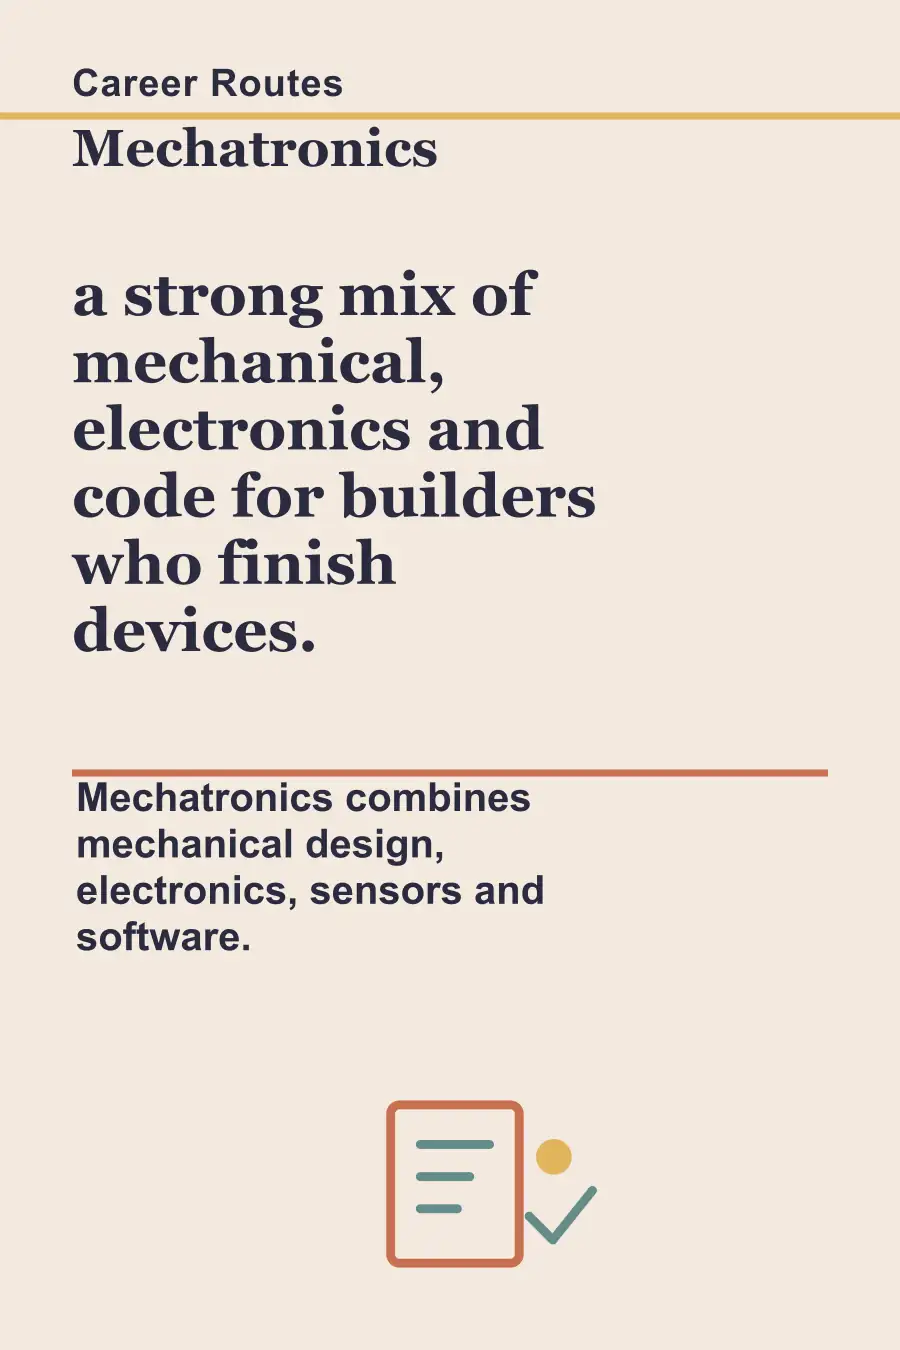 Career Routes
Mechatronics
a strong mix of
mechanical,
electronics and
code for builders
who finish
devices.
Mechatronics combines
mechanical design,
electronics, sensors and
software.